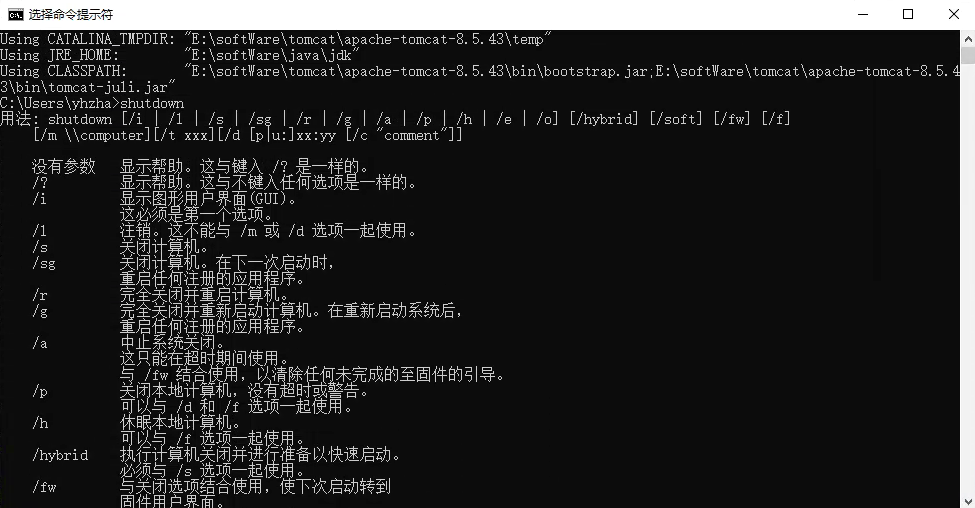 选择命令提示符
Using CATALINA_TMPDIR: "E:\softWare\tomcat\apache-tomcat-8.5.43\temp"
Using JRE_HOME:        "E:\softWare\java\jdk"
Using CLASSPATH:       "E:\softWare\tomcat\apache-tomcat-8.5.43\bin\bootstrap.jar;E:\softWare\tomcat\apache-tomcat-8.5.4
3\bin\tomcat-juli.jar"
C:\Users\yhzha>shutdown
用法: shutdown [/i | /l | /s | /sg | /r | /g | /a | /p | /h | /e | /o] [/hybrid] [/soft] [/fw] [/f]
    [/m \\computer][/t xxx][/d [p|u:]xx:yy [/c "comment"]]
    没有参数   显示帮助。这与键入 /? 是一样的。
    /?         显示帮助。这与不键入任何选项是一样的。
    /i         显示图形用户界面(GUI)。
               这必须是第一个选项。
    /l         注销。这不能与 /m 或 /d 选项一起使用。
    /s         关闭计算机。
    /sg        关闭计算机。在下一次启动时，
               重启任何注册的应用程序。
    /r         完全关闭并重启计算机。
    /g         完全关闭并重新启动计算机。在重新启动系统后，
               重启任何注册的应用程序。
    /a         中止系统关闭。
               这只能在超时期间使用。
               与 /fw 结合使用，以清除任何未完成的至固件的引导。
    /p         关闭本地计算机，没有超时或警告。
               可以与 /d 和 /f 选项一起使用。
    /h         休眠本地计算机。
               可以与 /f 选项一起使用。
    /hybrid    执行计算机关闭并进行准备以快速启动。
               必须与 /s 选项一起使用。
    /fw        与关闭选项结合使用，使下次启动转到
               固件用户界面。